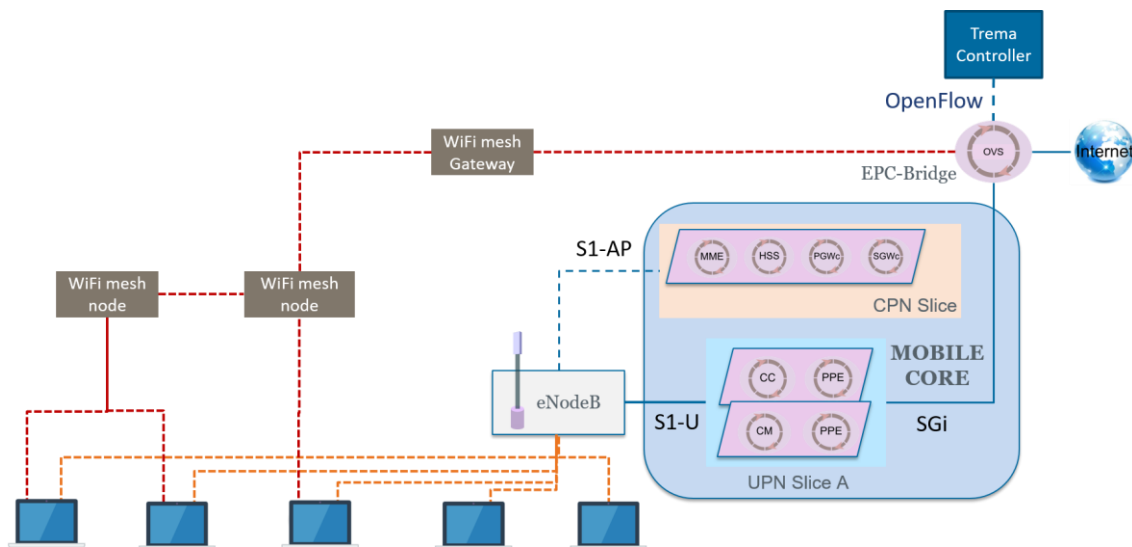 Trema
Controller
OpenFlow
WiFi mesh
Gateway
OVS
Internet
EPC-Bridge
S1-AP
MME
HSS
PGWc
SGWc
CPN Slice
WiFi mesh
node
WiFi mesh
node
MOBILE
CORE
CC
PPE
eNodeB
S1-U
SGi
CM
PPE
UPN Slice A